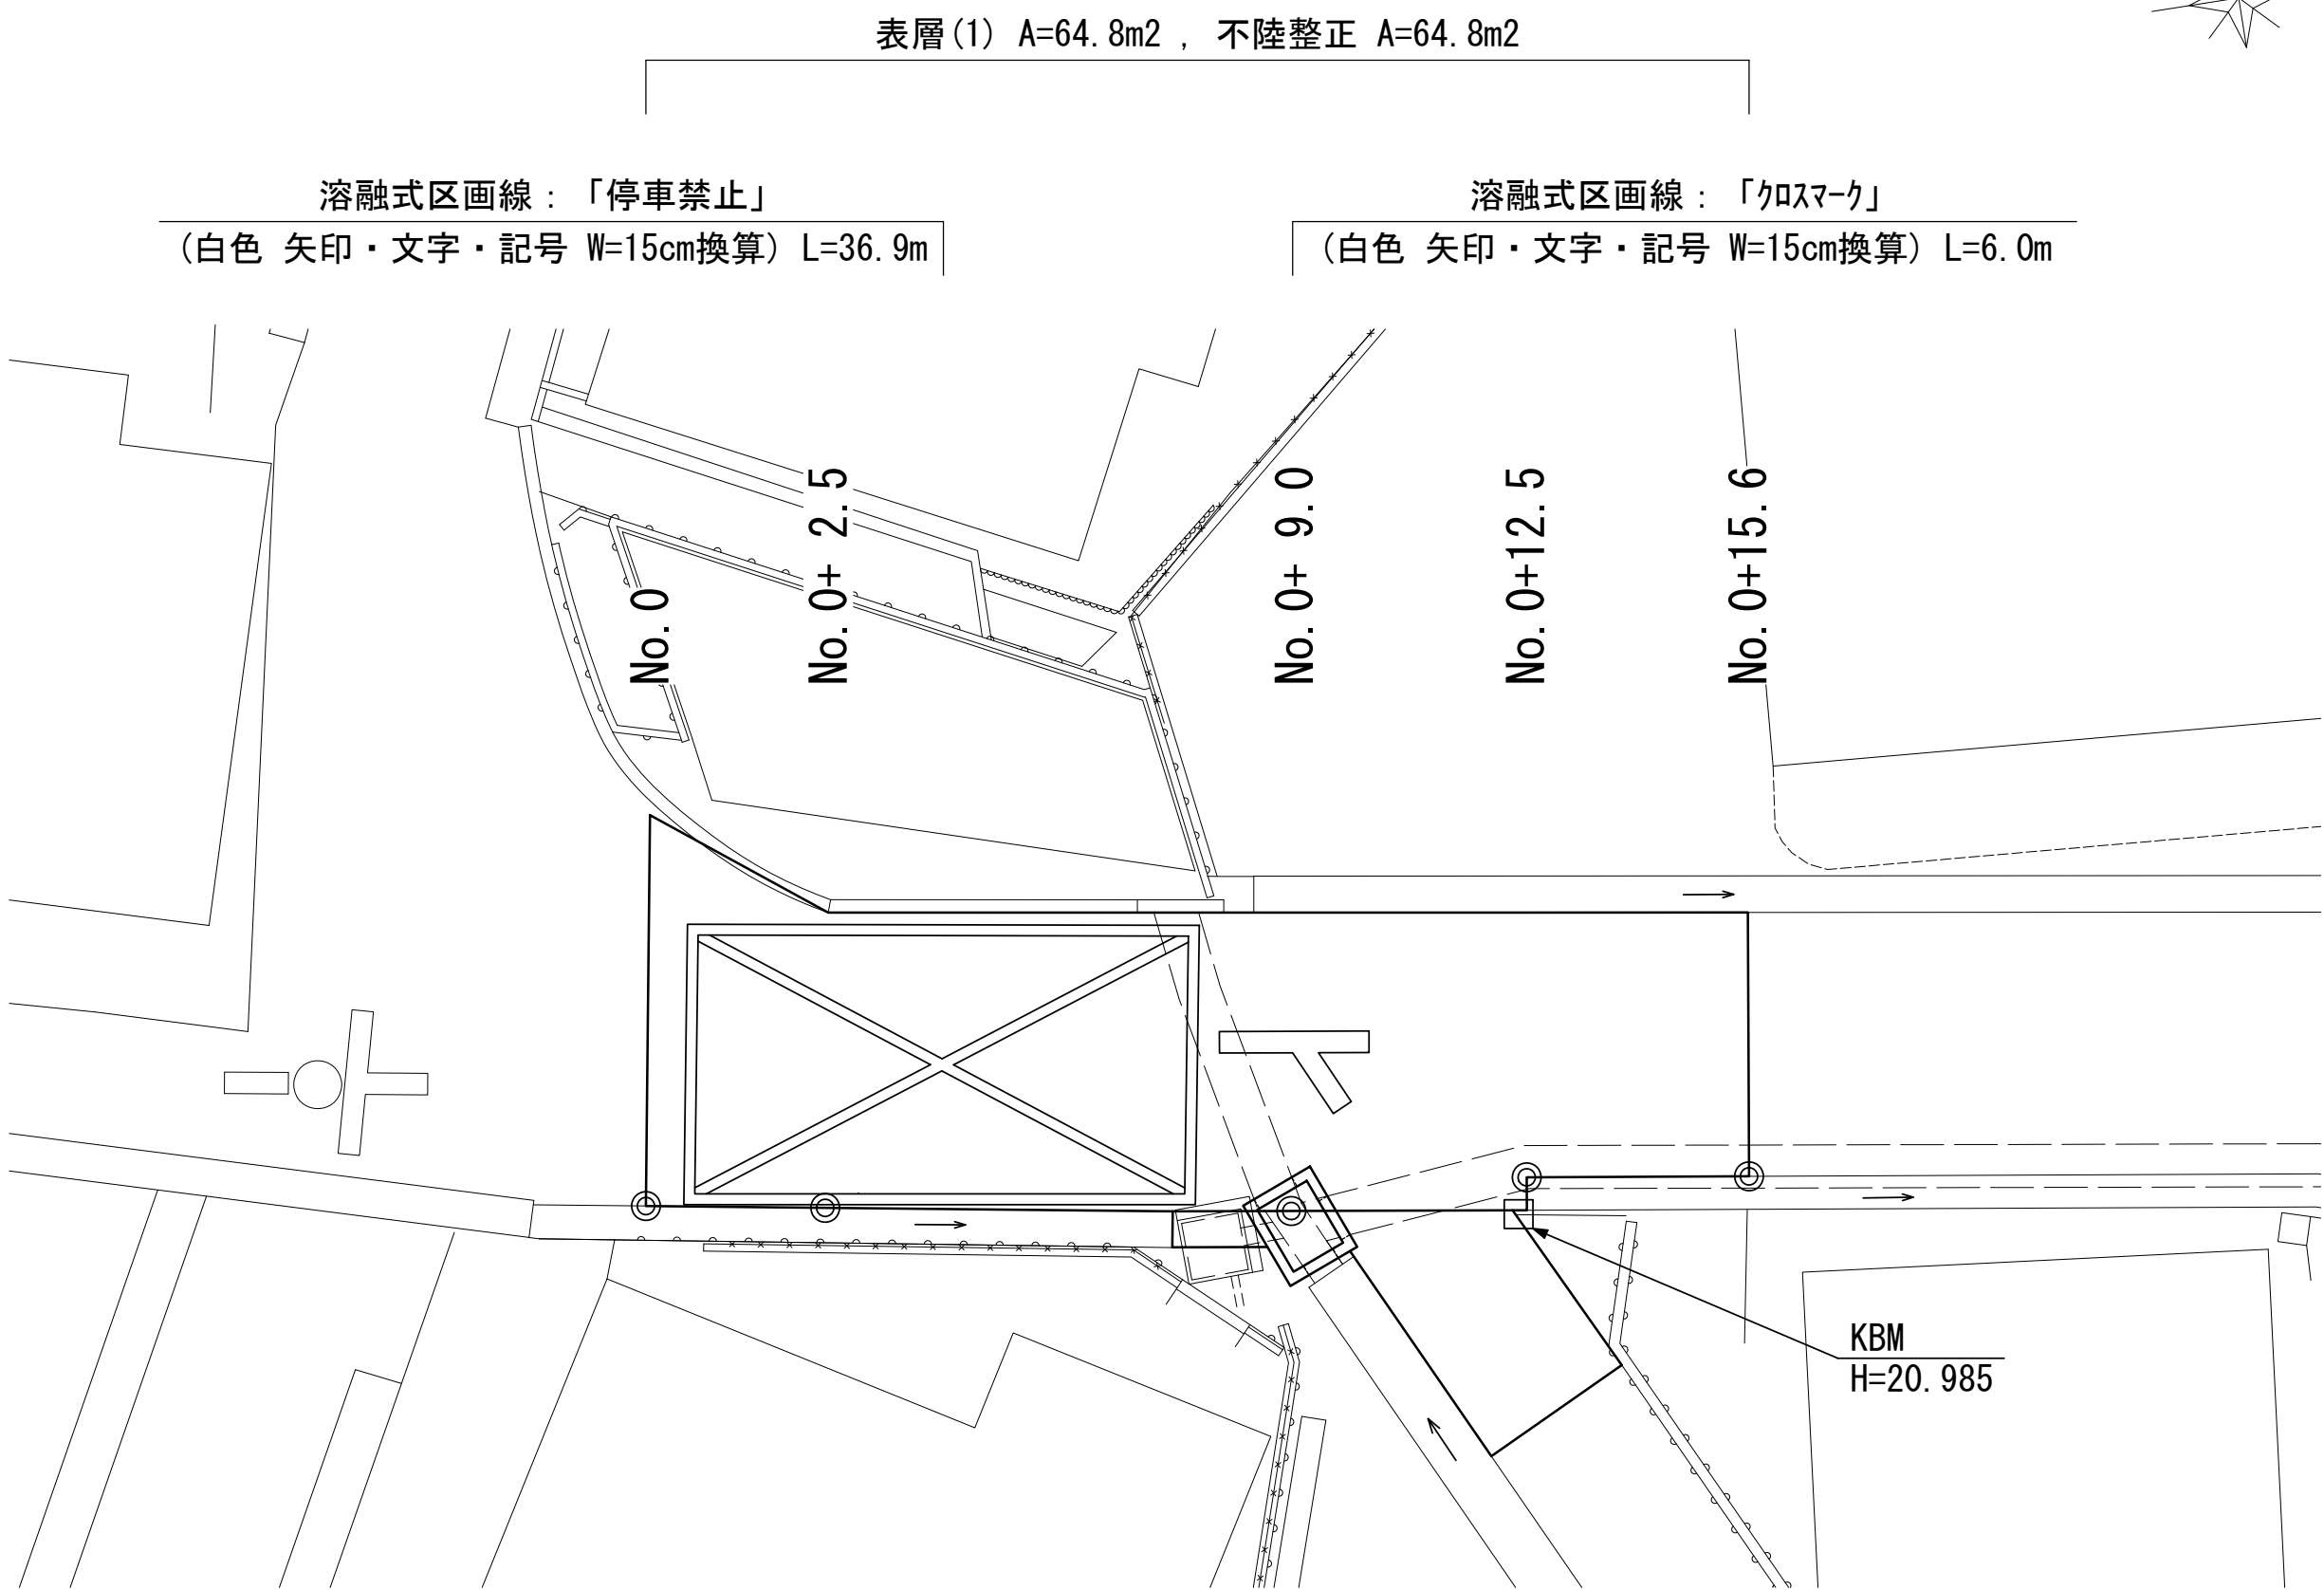 表層(1) A=64.8m2 , 不陸整正 A=64.8m2
溶融式区画線：「停車禁止」
(白色 矢印・文字・記号 W=15cm換算) L=36.9m
溶融式区画線：「ｸﾛｽﾏｰｸ」
(白色 矢印・文字・記号 W=15cm換算) L=6.0m
No.0
No.0+ 2.5
No.0+ 9.0
No.0+12.5
No.0+15.6
KBM
H=20.985